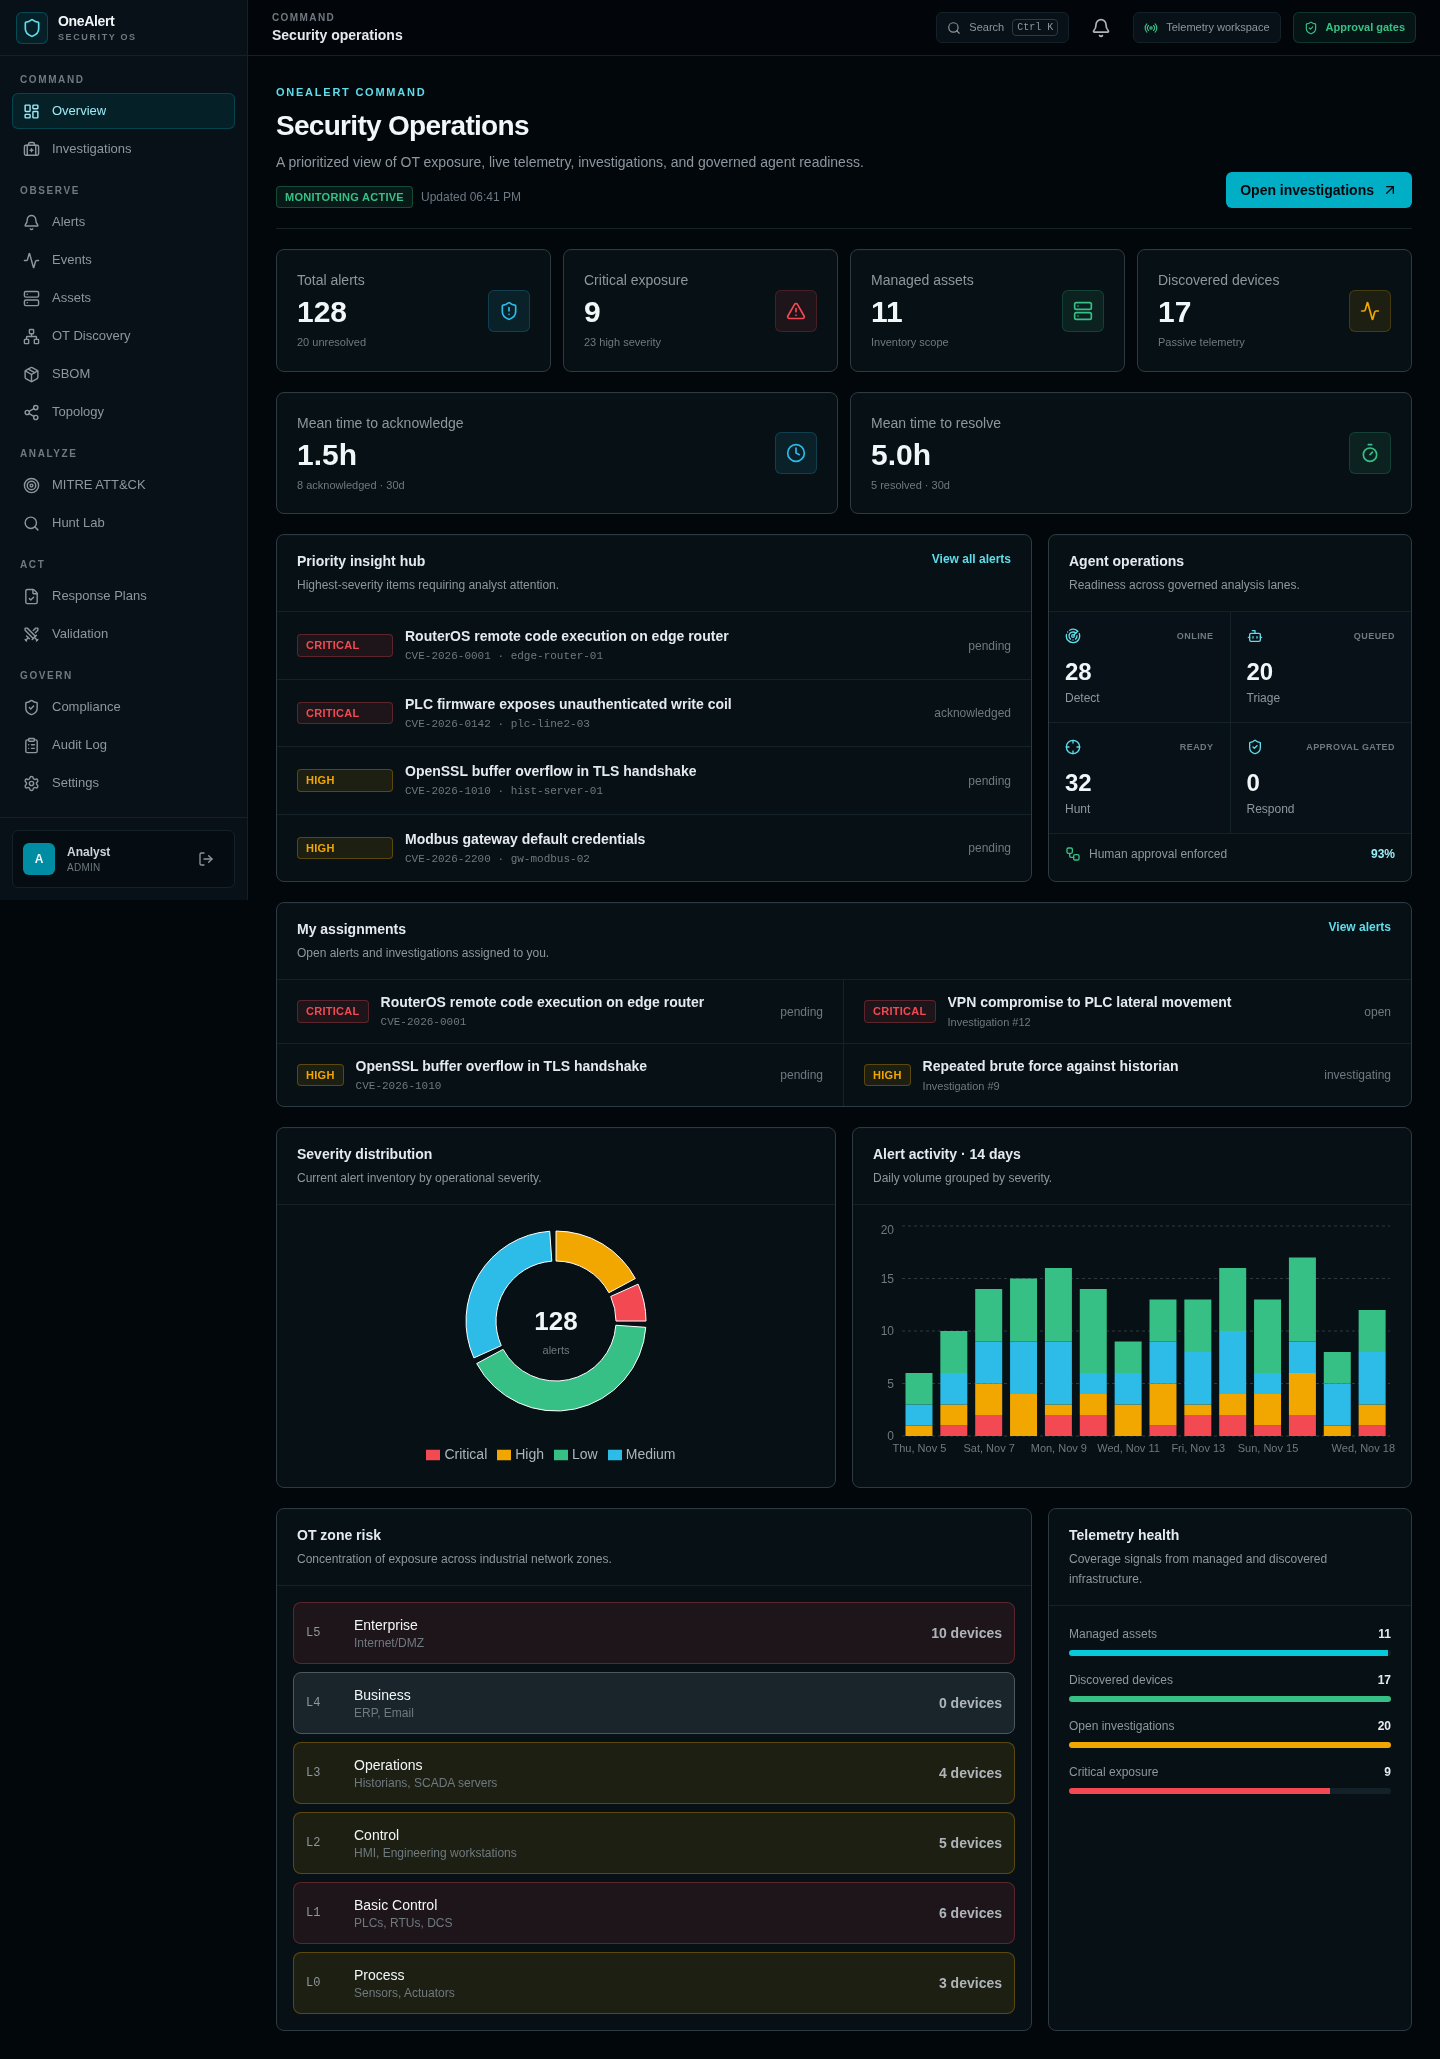 OneAlert
SECURITY OS
COMMAND
Overview
Investigations
OBSERVE
Alerts
Events
Assets
OT Discovery
SBOM
Topology
ANALYZE
MITRE ATT&CK
Hunt Lab
ACT
Response Plans
Validation
GOVERN
Compliance
Audit Log
Settings
A
Analyst
ADMIN
COMMAND
Security operations
Search Ctrl K
Telemetry workspace
Approval gates
ONEALERT COMMAND
Security Operations
A prioritized view of OT exposure, live telemetry, investigations, and governed agent readiness.
MONITORING ACTIVE Updated 06:41 PM
Open investigations
Total alerts
128
20 unresolved
Critical exposure
9
23 high severity
Managed assets
11
Inventory scope
Discovered devices
17
Passive telemetry
Mean time to acknowledge
1.5h
8 acknowledged · 30d
Mean time to resolve
5.0h
5 resolved · 30d
Priority insight hub
View all alerts
Highest-severity items requiring analyst attention.
CRITICAL
RouterOS remote code execution on edge router
CVE-2026-0001 · edge-router-01
pending
CRITICAL
PLC firmware exposes unauthenticated write coil
CVE-2026-0142 · plc-line2-03
acknowledged
HIGH
OpenSSL buffer overflow in TLS handshake
CVE-2026-1010 · hist-server-01
pending
HIGH
Modbus gateway default credentials
CVE-2026-2200 · gw-modbus-02
pending
Agent operations
Readiness across governed analysis lanes.
ONLINE
28
Detect
QUEUED
20
Triage
READY
32
Hunt
APPROVAL GATED
0
Respond
Human approval enforced
93%
My assignments
View alerts
Open alerts and investigations assigned to you.
CRITICAL
RouterOS remote code execution on edge router
CVE-2026-0001
pending
CRITICAL
VPN compromise to PLC lateral movement
Investigation #12
open
HIGH
OpenSSL buffer overflow in TLS handshake
CVE-2026-1010
pending
HIGH
Repeated brute force against historian
Investigation #9
investigating
Severity distribution
Current alert inventory by operational severity.
128
alerts
Critical High Low Medium
Alert activity · 14 days
Daily volume grouped by severity.
20
15
10
5
0
Thu, Nov 5 Sat, Nov 7 Mon, Nov 9 Wed, Nov 11 Fri, Nov 13 Sun, Nov 15 Wed, Nov 18
OT zone risk
Concentration of exposure across industrial network zones.
L5
Enterprise
Internet/DMZ
10 devices
L4
Business
ERP, Email
0 devices
L3
Operations
Historians, SCADA servers
4 devices
L2
Control
HMI, Engineering workstations
5 devices
L1
Basic Control
PLCs, RTUs, DCS
6 devices
L0
Process
Sensors, Actuators
3 devices
Telemetry health
Coverage signals from managed and discovered
infrastructure.
Managed assets 11
Discovered devices 17
Open investigations 20
Critical exposure 9